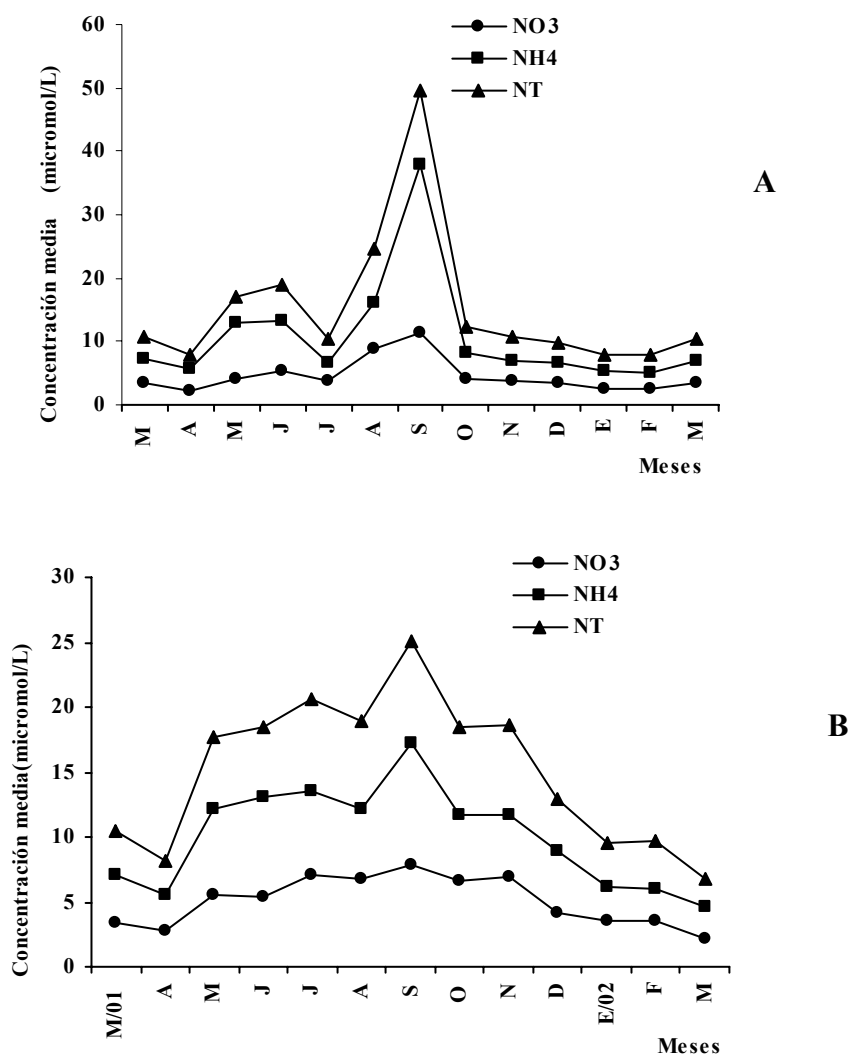 NO3
NH4
NT
Concentración media (micromol/L)
60
50
40
30
20
10
0
M A M J J A S O N D E F M
Meses
A
NO3
NH4
NT
Concentración media(micromol/L)
30
25
20
15
10
5
0
M/01 A M J J A S O N D E/02 F M
Meses
B